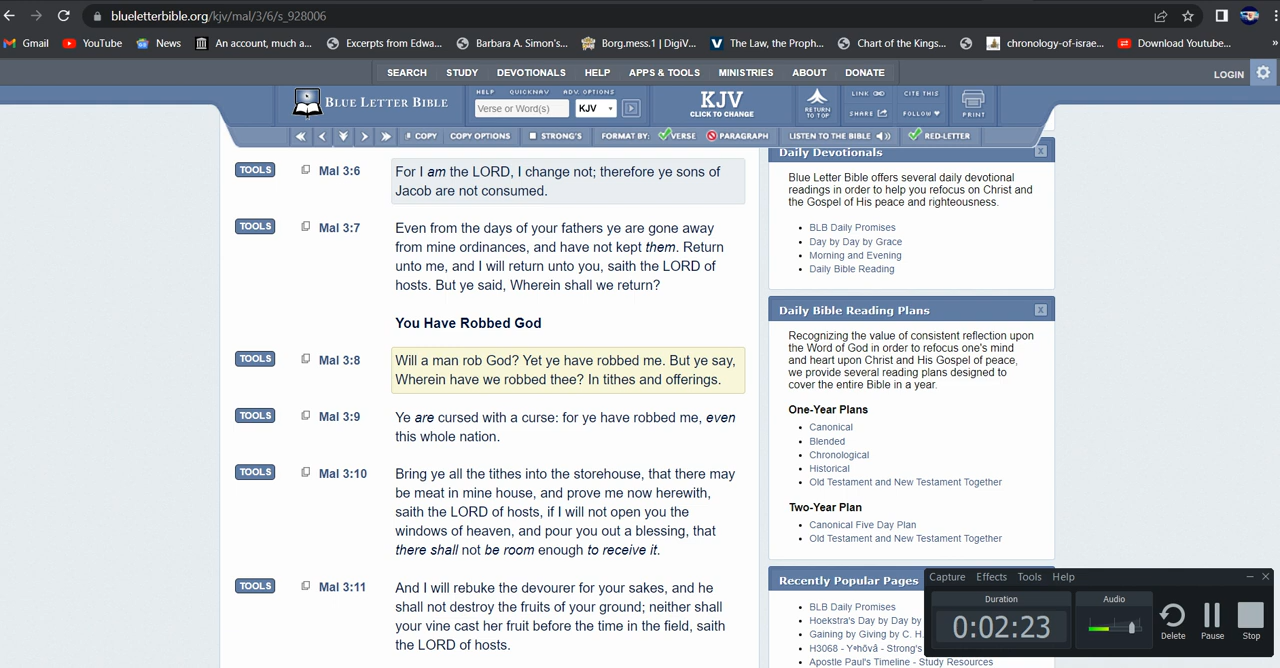 blueletterbible.org/kjv/mal/3/6/s_928006
Gmail YouTube News An account, much a... Excerpts from Edwa... Barbara A. Simon's... Borg.mess.1 | DigiV... The Law, the Proph... Chart of the Kings... chronology-of-israe... Download Youtube... »
SEARCH STUDY DEVOTIONALS HELP APPS & TOOLS MINISTRIES ABOUT DONATE LOGIN
HELP QUICKNAV ADV. OPTIONS
BLUE LETTER BIBLE Verse or Word(s) KJV
KJV
CLICK TO CHANGE
RETURN TO TOP
LINK CITE THIS
SHARE FOLLOW PRINT
COPY COPY OPTIONS STRONG'S FORMAT BY: VERSE PARAGRAPH LISTEN TO THE BIBLE RED-LETTER
TOOLS Mal 3:6 For I am the LORD, I change not; therefore ye sons of
Jacob are not consumed.
TOOLS Mal 3:7 Even from the days of your fathers ye are gone away
from mine ordinances, and have not kept them. Return
unto me, and I will return unto you, saith the LORD of
hosts. But ye said, Wherein shall we return?
You Have Robbed God
TOOLS Mal 3:8 Will a man rob God? Yet ye have robbed me. But ye say,
Wherein have we robbed thee? In tithes and offerings.
TOOLS Mal 3:9 Ye are cursed with a curse: for ye have robbed me, even
this whole nation.
TOOLS Mal 3:10 Bring ye all the tithes into the storehouse, that there may
be meat in mine house, and prove me now herewith,
saith the LORD of hosts, if I will not open you the
windows of heaven, and pour you out a blessing, that
there shall not be room enough to receive it.
TOOLS Mal 3:11 And I will rebuke the devourer for your sakes, and he
shall not destroy the fruits of your ground; neither shall
your vine cast her fruit before the time in the field, saith
the LORD of hosts.
Daily Devotionals X
Blue Letter Bible offers several daily devotional
readings in order to help you refocus on Christ and
the Gospel of His peace and righteousness.
BLB Daily Promises
Day by Day by Grace
Morning and Evening
Daily Bible Reading
Daily Bible Reading Plans X
Recognizing the value of consistent reflection upon
the Word of God in order to refocus one's mind
and heart upon Christ and His Gospel of peace,
we provide several reading plans designed to
cover the entire Bible in a year.
One-Year Plans
Canonical
Blended
Chronological
Historical
Old Testament and New Testament Together
Two-Year Plan
Canonical Five Day Plan
Old Testament and New Testament Together
Recently Popular Pages
BLB Daily Promises
Hoekstra's Day by Day by
Gaining by Giving by C. H.
H3068 - Yᵊhōvâ - Strong's
Apostle Paul's Timeline - Study Resources
Capture Effects Tools Help
Duration Audio
0:02:23
Delete Pause Stop